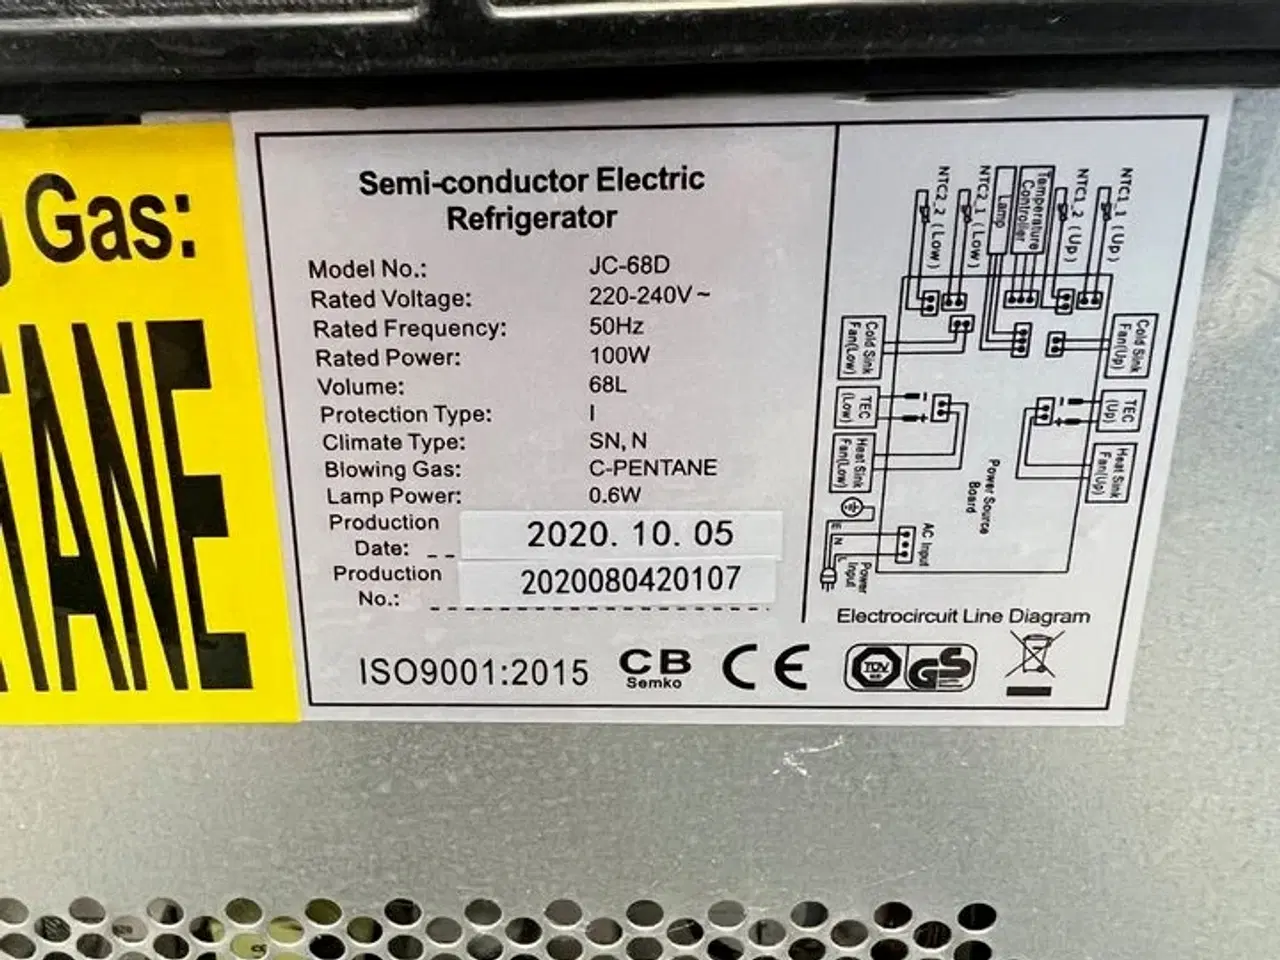 Gas:
TANE
Semi-conductor Electric
Refrigerator
Model No.: JC-68D
Rated Voltage: 220-240V~
Rated Frequency: 50Hz
Rated Power: 100W
Volume: 68L
Protection Type: I
Climate Type: SN, N
Blowing Gas: C-PENTANE
Lamp Power: 0.6W
Production
Date: 2020. 10. 05
Production
No.: 2020080420107
ISO9001:2015
CB
Semko
CE
TÜV
GS
NTC2_2 (Low)
NTC2_1 (Low)
Lamp
Temperature
Controller
NTC1_2 (Up)
NTC1_1 (Up)
Cold Sink
Fan(Low)
Cold Sink
Fan(Up)
TEC
(Low)
- +
TEC
(Up)
- +
Heat Sink
Fan(Low)
Heat Sink
Fan(Up)
Power Source
Board
AC Input
E N L
Power
Input
Electrocircuit Line Diagram